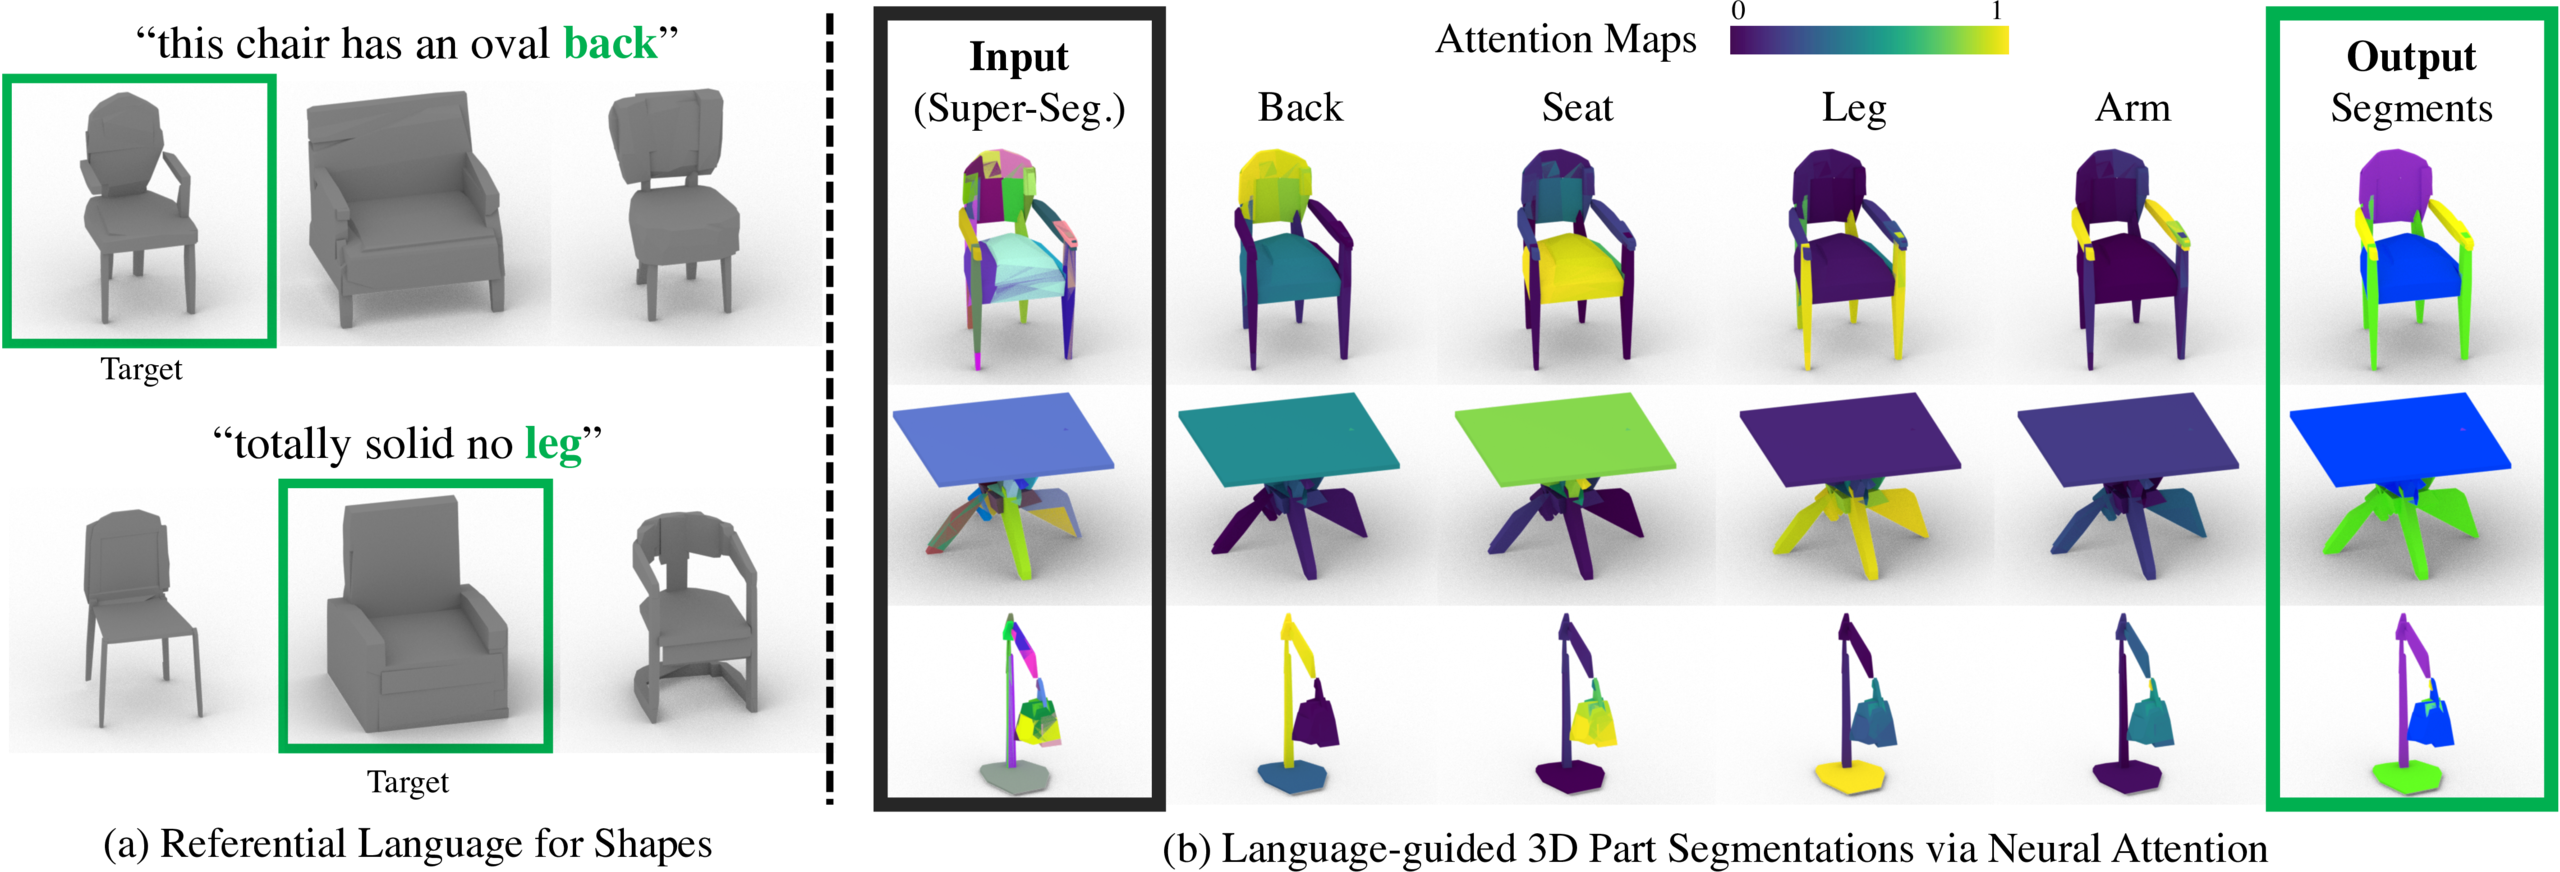 “this chair has an oval back”
Target
“totally solid no leg”
Target
(a) Referential Language for Shapes
Attention Maps
0
1
Input
(Super-Seg.)
Back
Seat
Leg
Arm
Output
Segments
(b) Language-guided 3D Part Segmentations via Neural Attention